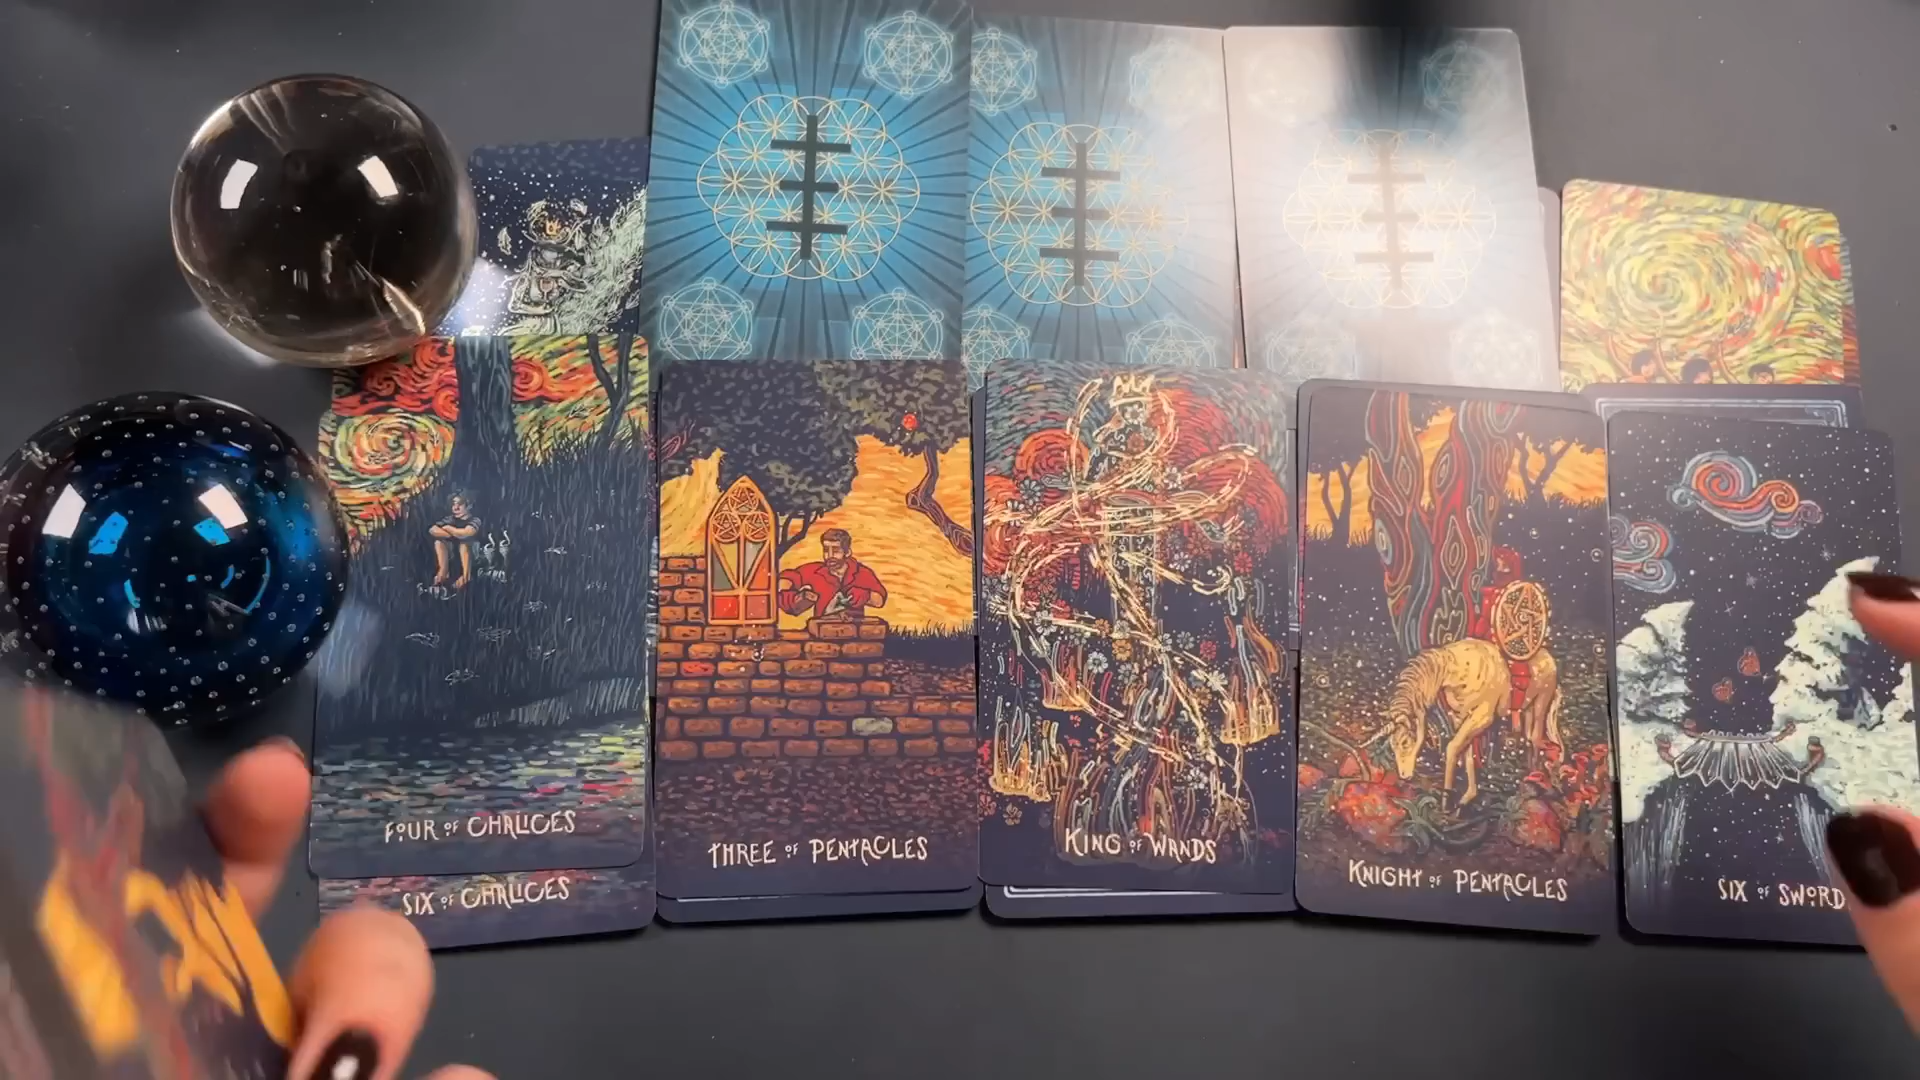 FOUR OF CHALICES
SIX OF CHALICES
THREE OF PENTACLES
KING OF WANDS
KNIGHT OF PENTACLES
SIX OF SWORD